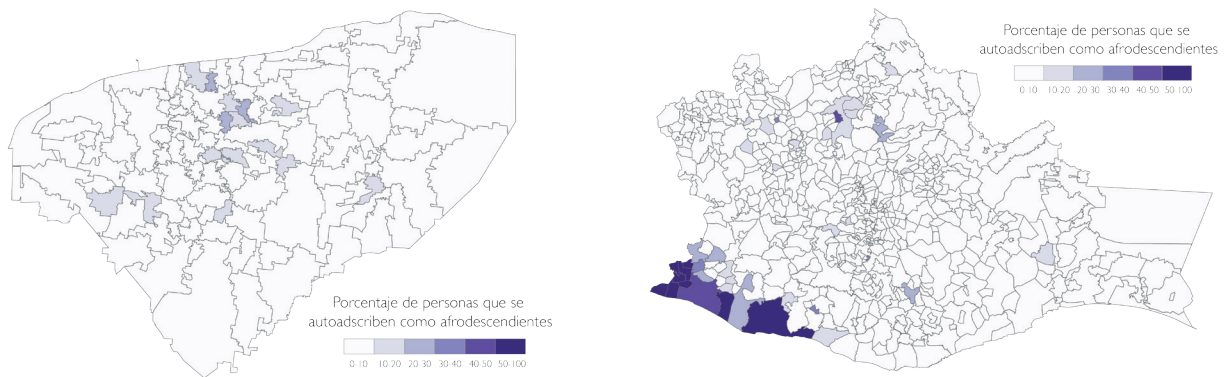 Porcentaje de personas que se
autoadscriben como afrodescendientes
0-10 10-20 20-30 30-40 40-50 50-100
Porcentaje de personas que se
autoadscriben como afrodescendientes
0-10 10-20 20-30 30-40 40-50 50-100